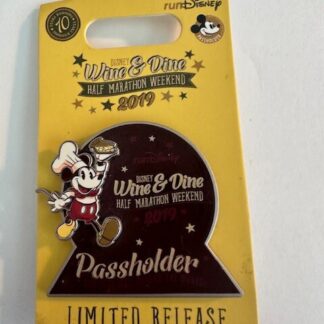 runDisney
10
DISNEY
Wine & Dine
HALF MARATHON WEEKEND
2019
runDisney
DISNEY
Wine & Dine
HALF MARATHON WEEKEND
2019
Passholder
LIMITED RELEASE